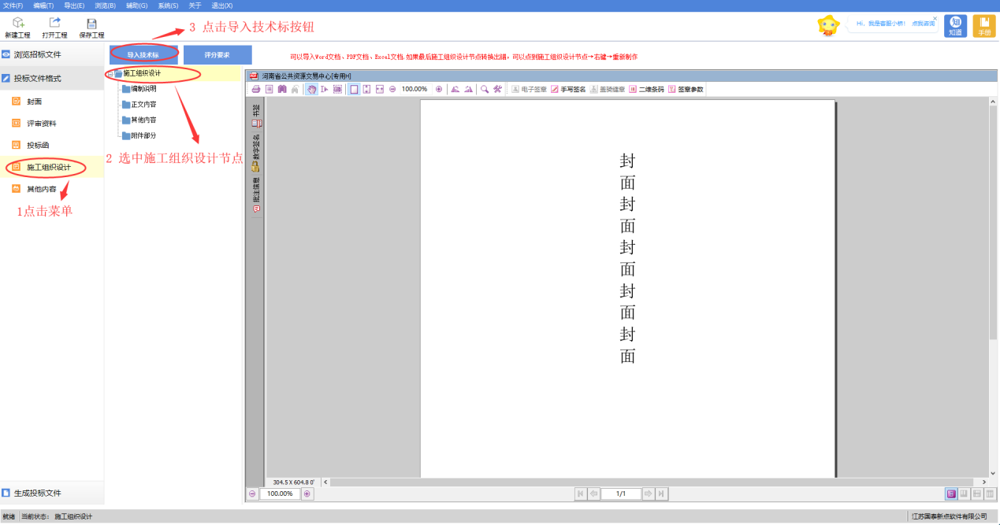 文件(F) 编辑(T) 导出(E) 浏览(B) 辅助(G) 系统(S) 关于 退出(X)
新建工程 打开工程 保存工程
3 点击导入技术标按钮
Hi，我是客服小桥！ 点我咨询
知 知道
手册
浏览招标文件
投标文件格式
封面
评审资料
投标函
施工组织设计
其他内容
1点击菜单
生成投标文件
导入技术标 评分要求
可以导入Word文档、PDF文档、Excel文档,如果最后施工组织设计节点转换出错，可以点到施工组织设计节点→右键→重新制作
施工组织设计
编制说明
正文内容
其他内容
附件部分
2 选中施工组织设计节点
河南省公共资源交易中心[专用H]
100.00% 电子签章 手写签名 盖骑缝章 二维条码 签章参数
书签
数字签名
批注信息
封
面
封
面
封
面
封
面
封
面
304.5 X 604.8 0'
100.00% 1/1
就绪 当前状态： 施工组织设计 江苏国泰新点软件有限公司